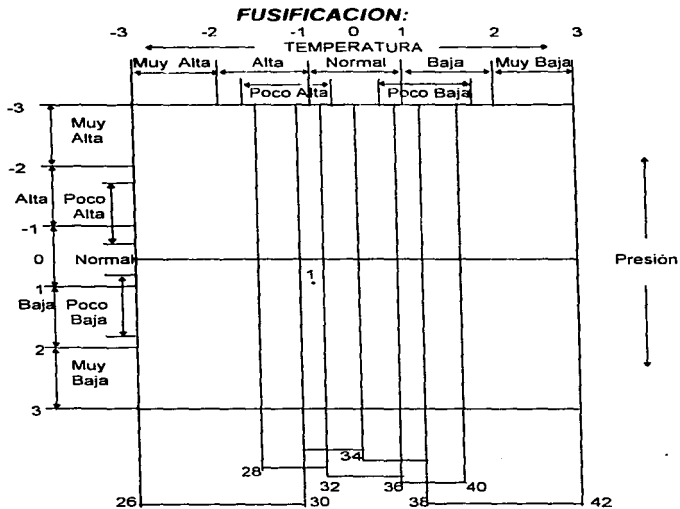 FUSIFICACION:
-3 -2 -1 0 1 2 3
TEMPERATURA
Muy Alta Alta Normal Baja Muy Baja
Poco Alta Poco Baja
-3
Muy
Alta
-2
Alta Poco
Alta
-1
0 Normal
Presión
1
1
Baja Poco
Baja
2
Muy
Baja
3
34
28
32 36 40
26 30 38 42